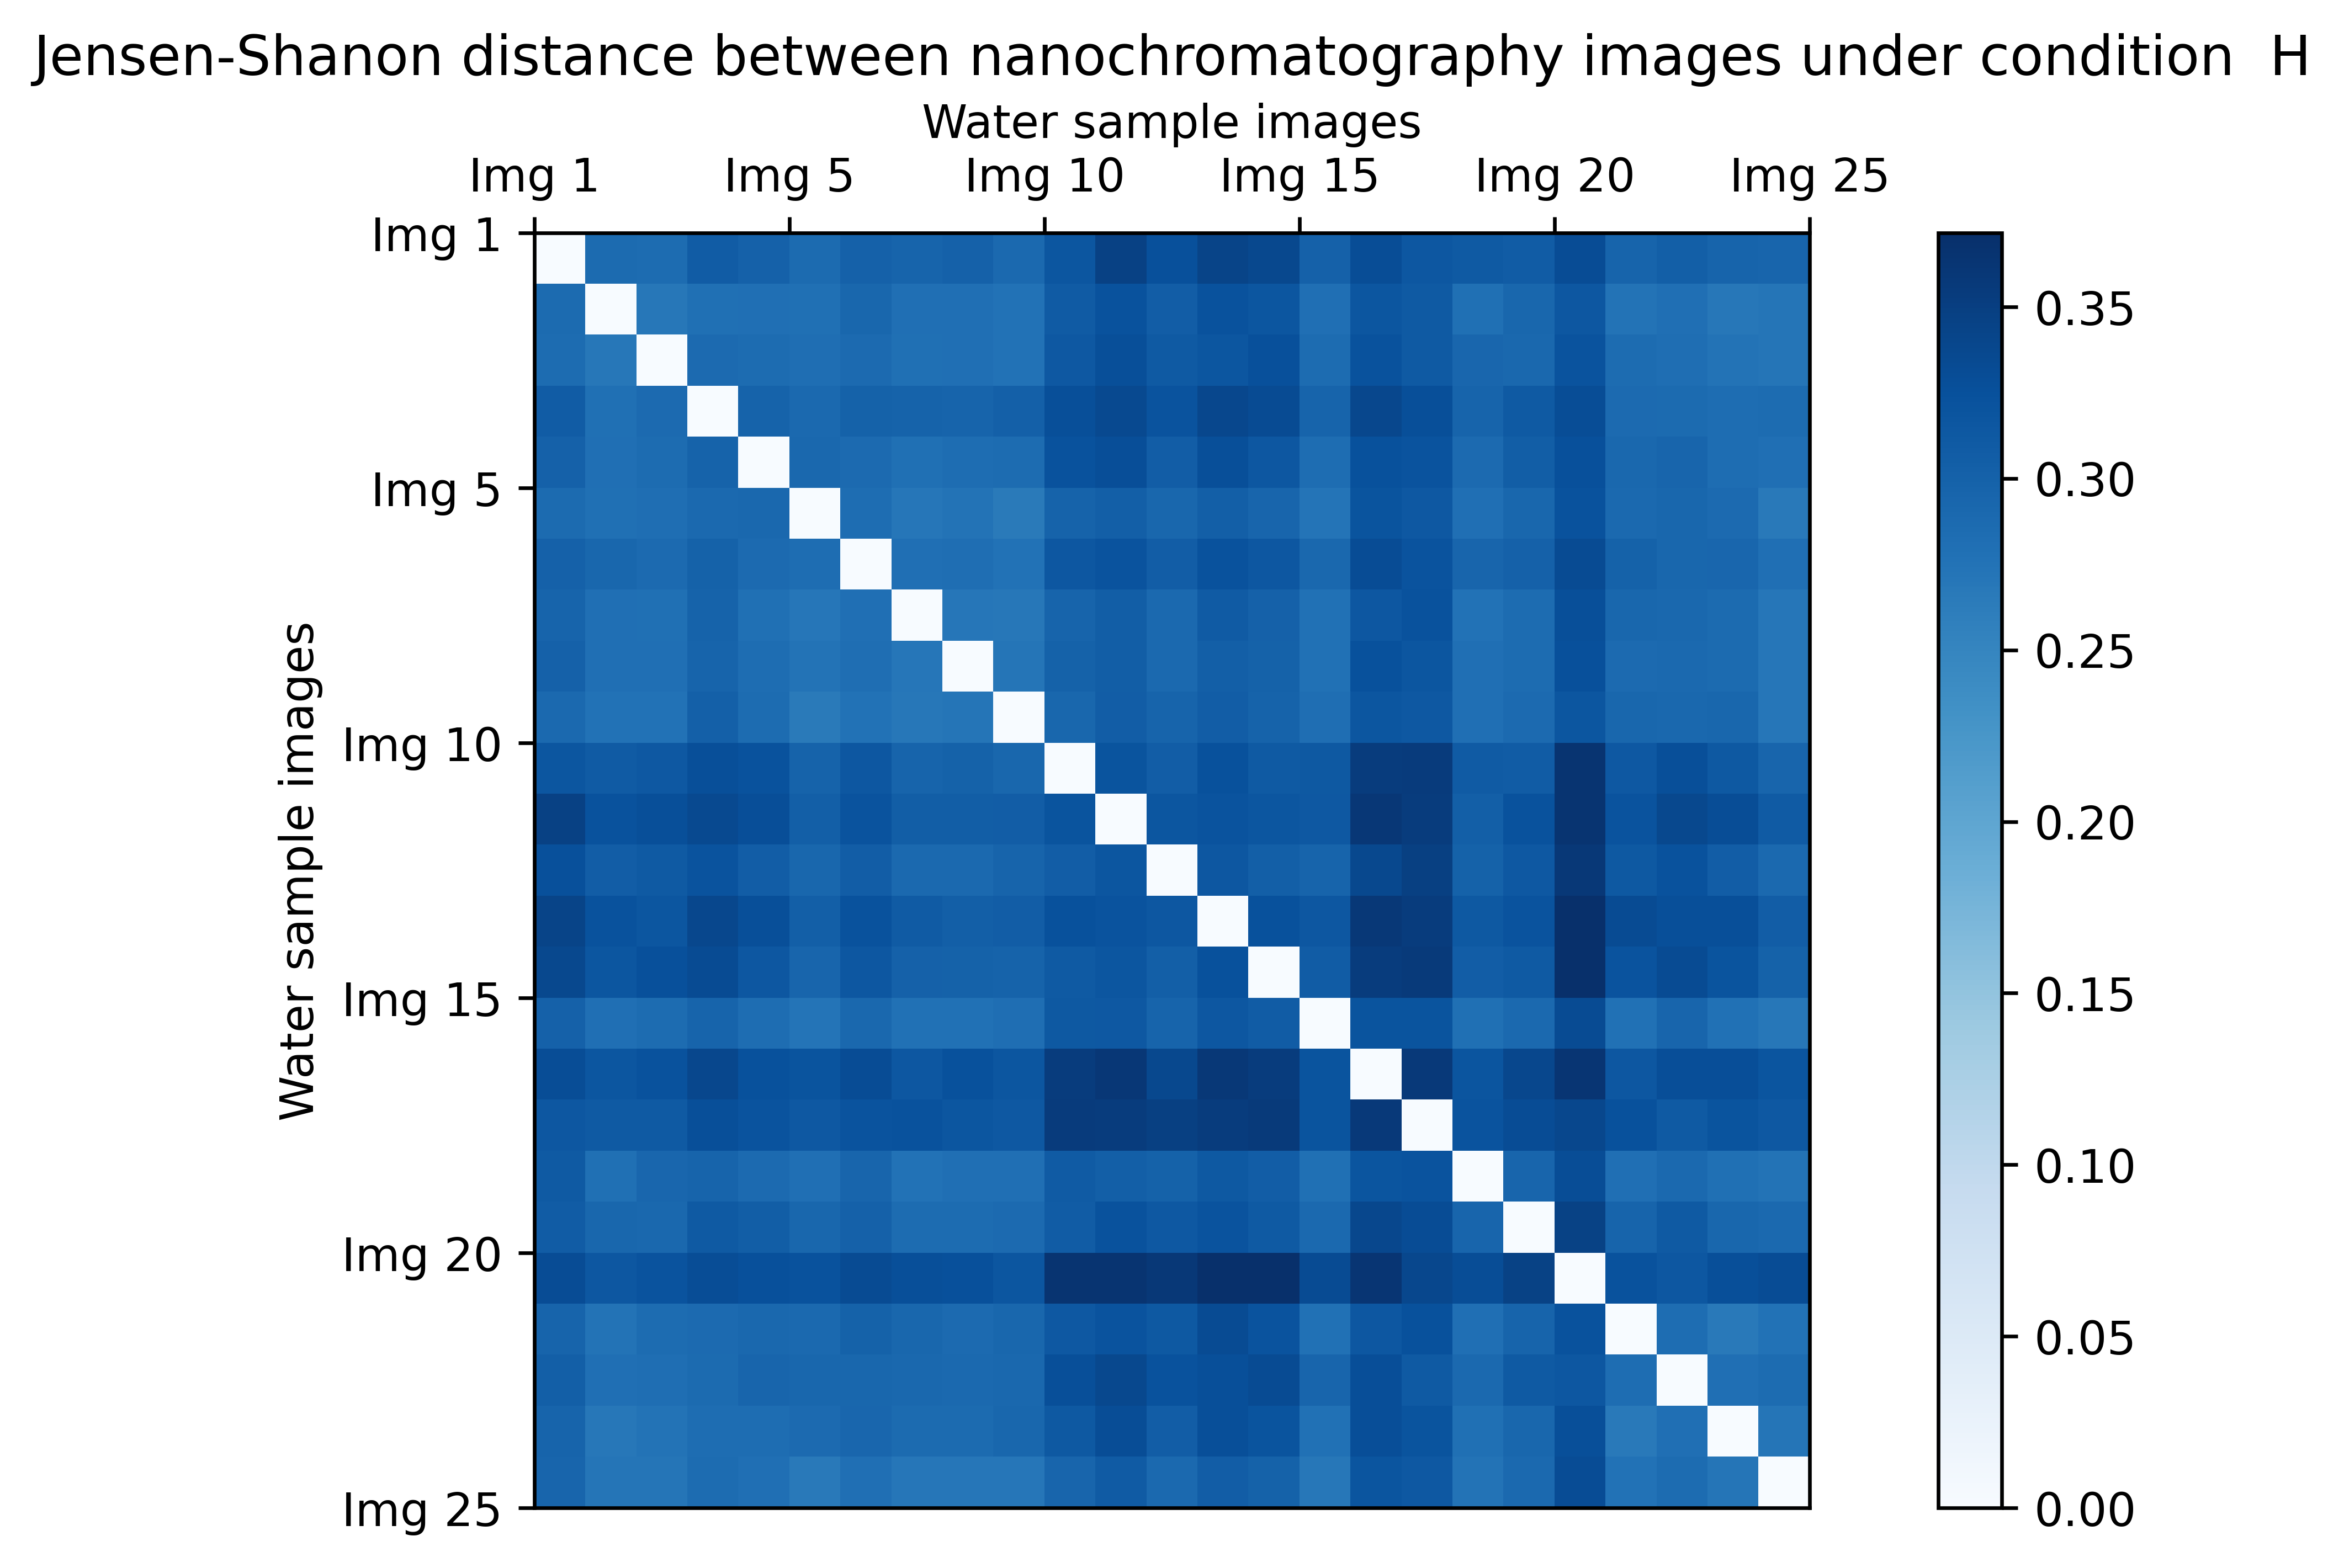 Jensen-Shanon distance between nanochromatography images under condition  H
Water sample images
Img 1 Img 5 Img 10 Img 15 Img 20 Img 25
Water sample images
Img 1
Img 5
Img 10
Img 15
Img 20
Img 25
0.35
0.30
0.25
0.20
0.15
0.10
0.05
0.00